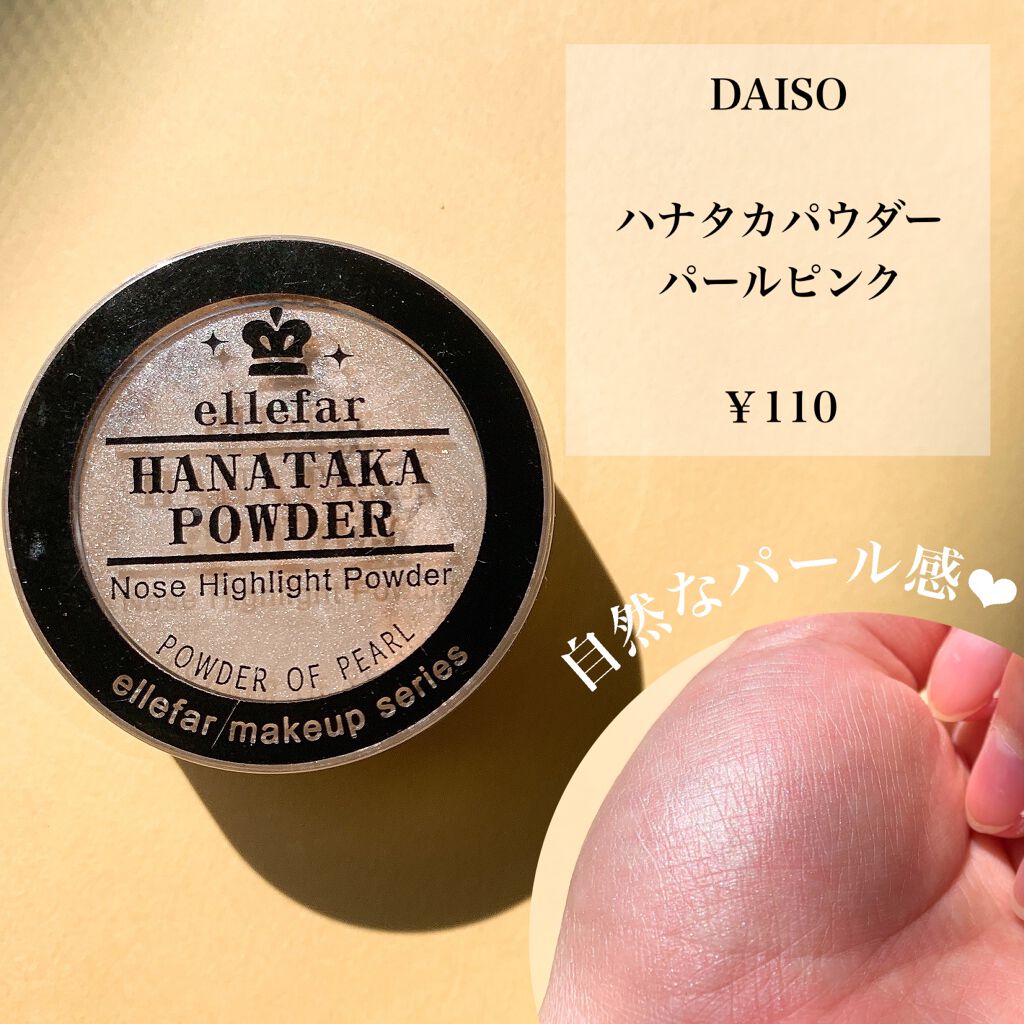 DAISO
ハナタカパウダー
パールピンク
¥110
ellefar
HANATAKA
POWDER
Nose Highlight Powder
POWDER OF PEARL
ellefar makeup series
自然なパール感❤